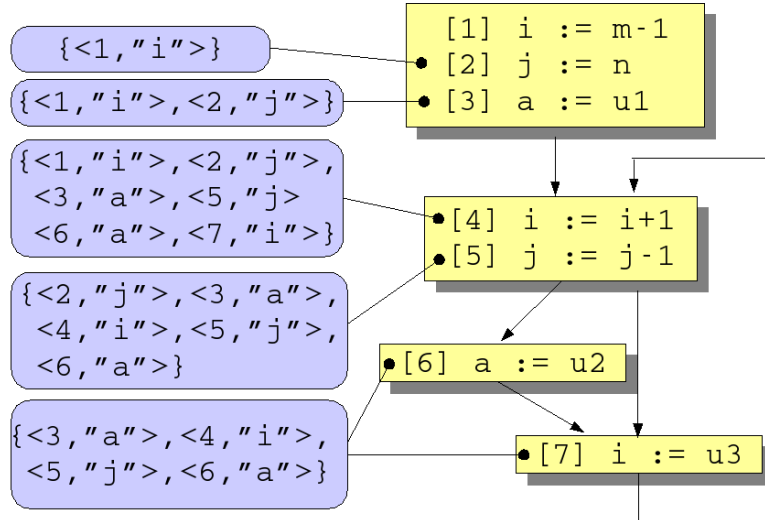 {<1,"i">}
{<1,"i">,<2,"j">}
{<1,"i">,<2,"j">,
<3,"a">,<5,"j>
<6,"a">,<7,"i">}
{<2,"j">,<3,"a">,
<4,"i">,<5,"j">,
<6,"a">}
{<3,"a">,<4,"i">,
<5,"j">,<6,"a">}
[1] i := m-1
[2] j := n
[3] a := u1
[4] i := i+1
[5] j := j-1
[6] a := u2
[7] i := u3